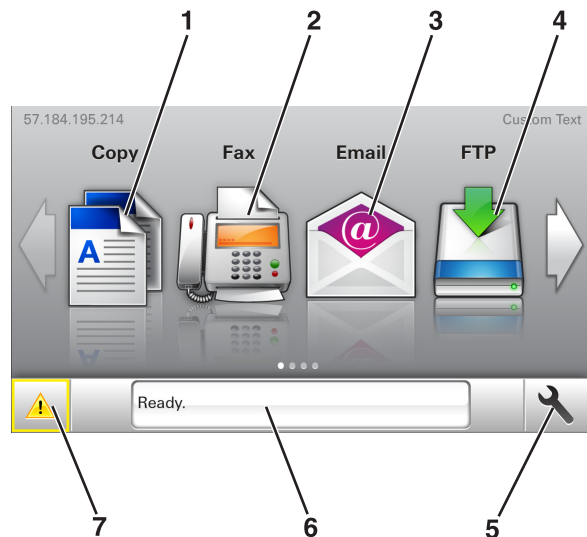 1 2 3 4
57.184.195.214 Custom Text
Copy Fax Email FTP
A
@
A
Ready.
7 6 5